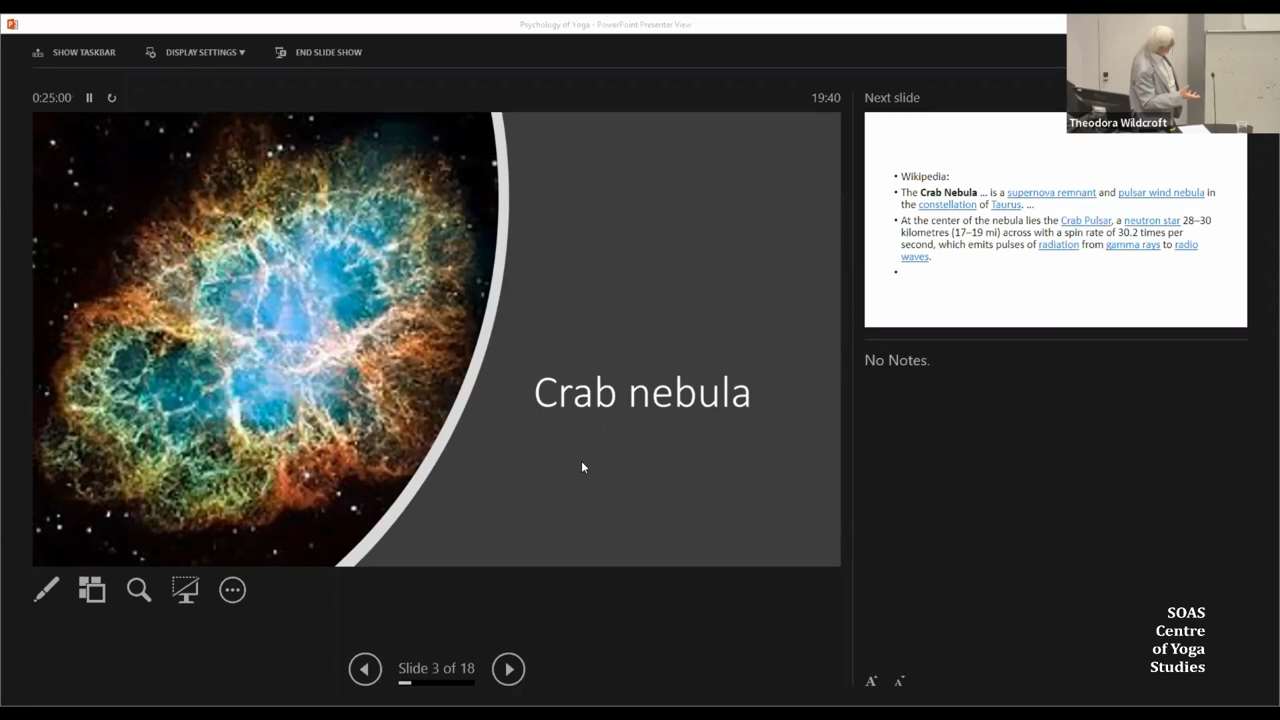 Psychology of Yoga - PowerPoint Presenter View
SHOW TASKBAR
DISPLAY SETTINGS ▾
END SLIDE SHOW
0:25:00
19:40
Next slide
Theodora Wildcroft
• Wikipedia:
• The Crab Nebula ... is a supernova remnant and pulsar wind nebula in
the constellation of Taurus. ...
• At the center of the nebula lies the Crab Pulsar, a neutron star 28–30
kilometres (17–19 mi) across with a spin rate of 30.2 times per
second, which emits pulses of radiation from gamma rays to radio
waves.
•
Crab nebula
No Notes.
Slide 3 of 18
SOAS
Centre
of Yoga
Studies
A A